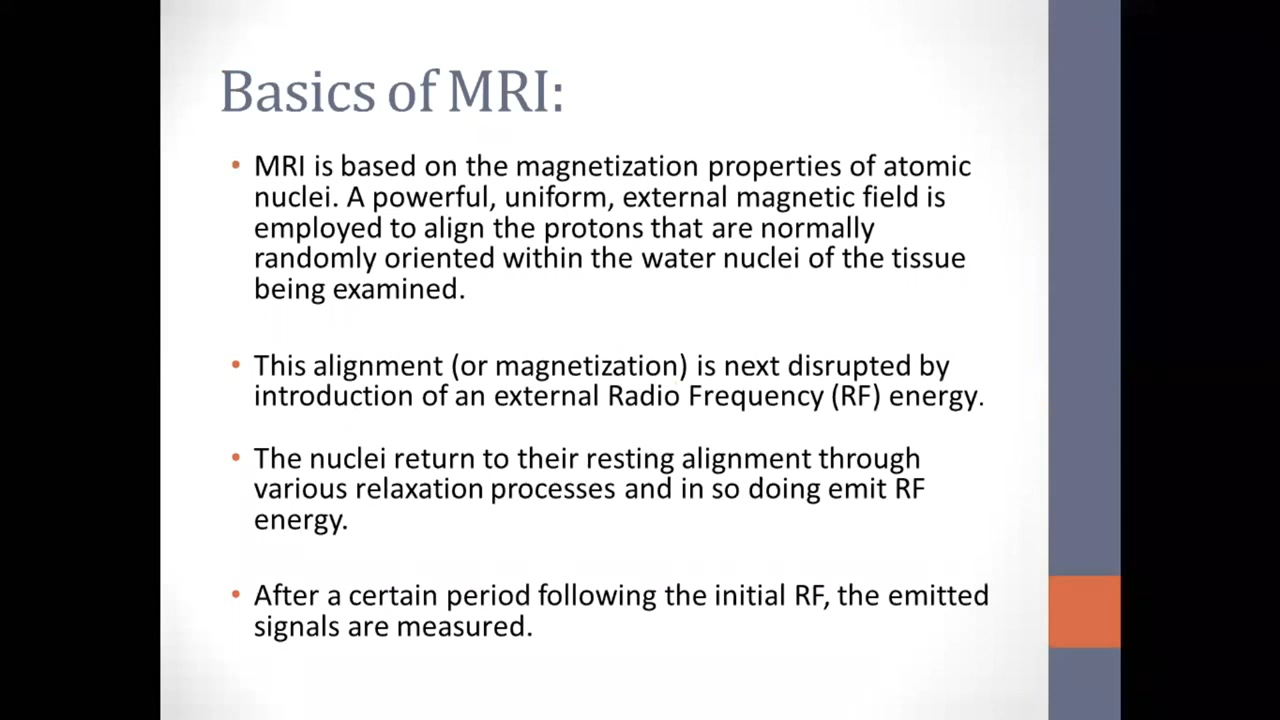 Basics of MRI:
• MRI is based on the magnetization properties of atomic
nuclei. A powerful, uniform, external magnetic field is
employed to align the protons that are normally
randomly oriented within the water nuclei of the tissue
being examined.
• This alignment (or magnetization) is next disrupted by
introduction of an external Radio Frequency (RF) energy.
• The nuclei return to their resting alignment through
various relaxation processes and in so doing emit RF
energy.
• After a certain period following the initial RF, the emitted
signals are measured.